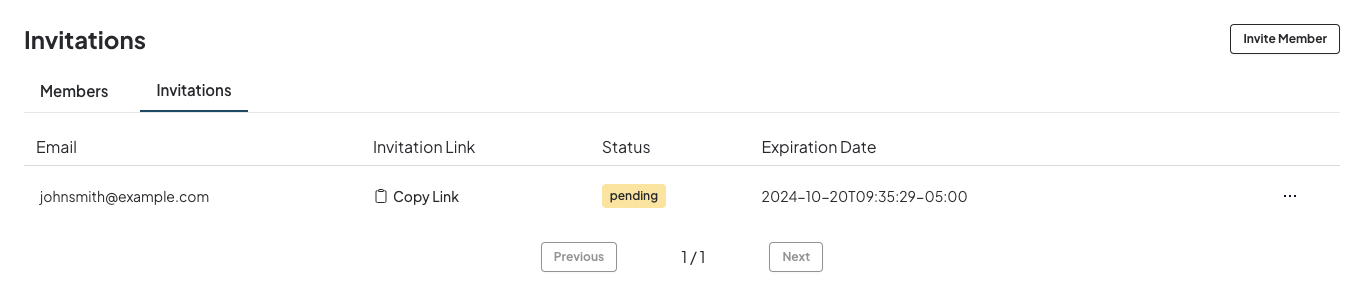 Invitations
Invite Member
Members Invitations
Email Invitation Link Status Expiration Date
johnsmith@example.com Copy Link pending 2024-10-20T09:35:29-05:00 ...
Previous 1 / 1 Next